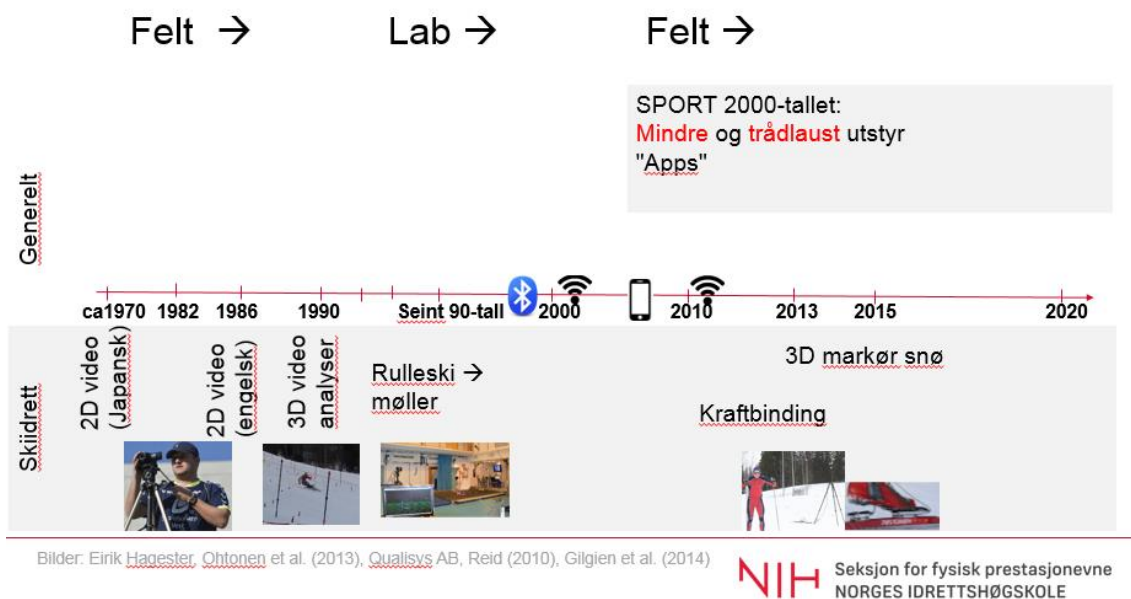 Felt →
Lab →
Felt →
SPORT 2000-tallet:
Mindre og trådlaust utstyr
"Apps"
Generelt
ca1970 1982 1986 1990 Seint 90-tall 2000 2010 2013 2015 2020
Skiidrett
2D video
(Japansk)
2D video
(engelsk)
3D video
analyser
Rulleski →
møller
Kraftbinding
3D markør snø
Bilder: Eirik Hagester, Ohtonen et al. (2013), Qualisys AB, Reid (2010), Gilgien et al. (2014)
NIH
Seksjon for fysisk prestasjonevne
NORGES IDRETTSHØGSKOLE